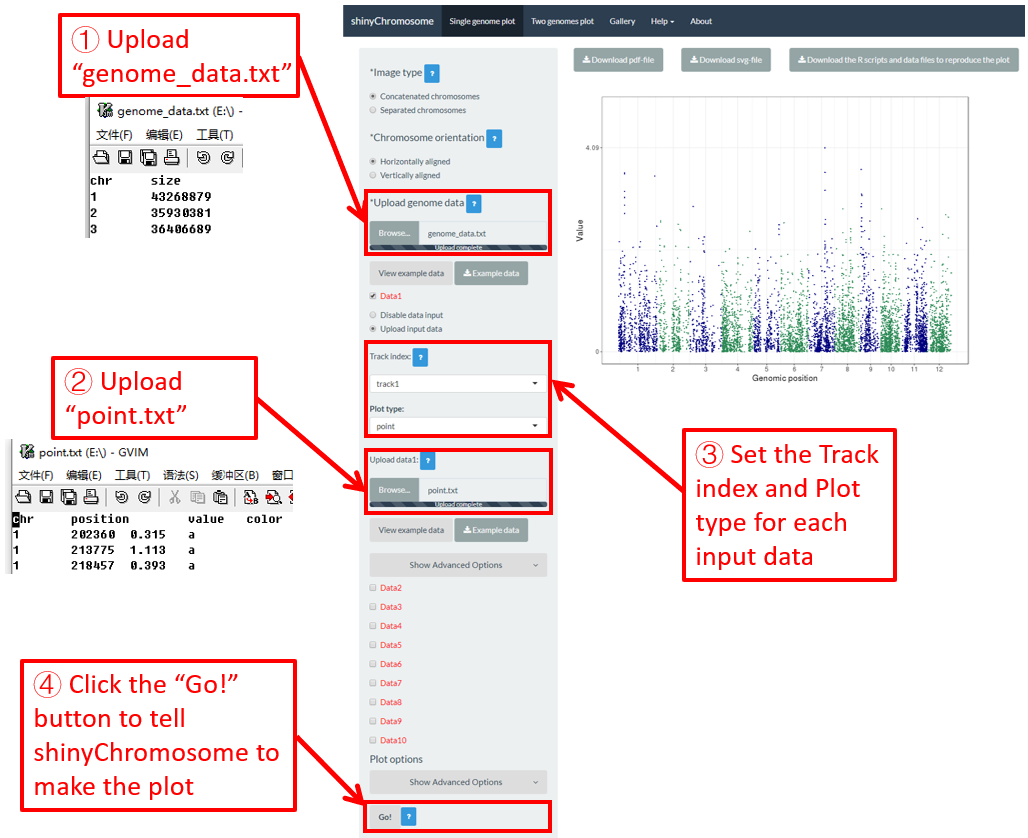 ① Upload
“genome_data.txt”
genome_data.txt (E:\) -
文件(F) 编辑(E) 工具(T)
chr size
1 43268879
2 35930381
3 36406689
② Upload
“point.txt”
point.txt (E:\) - GVIM
文件(F) 编辑(E) 工具(T) 语法(S) 缓冲区(B) 窗口
chr position value color
1 202360 0.315 a
1 213775 1.113 a
1 218457 0.393 a
④ Click the “Go!”
button to tell
shinyChromosome to
make the plot
shinyChromosome Single genome plot Two genomes plot Gallery Help About
*Image type ?
Concatenated chromosomes
Separated chromosomes
*Chromosome orientation ?
Horizontally aligned
Vertically aligned
*Upload genome data ?
Browse... genome_data.txt
Upload complete
View example data Example data
Data1
Disable data input
Upload input data
Track index: ?
track1
Plot type:
point
Upload data1: ?
Browse... point.txt
Upload complete
View example data Example data
Show Advanced Options
Data2
Data3
Data4
Data5
Data6
Data7
Data8
Data9
Data10
Plot options
Show Advanced Options
Go! ?
Download pdf-file Download svg-file Download the R scripts and data files to reproduce the plot
4.09
Value
0
1 2 3 4 5 6 7 8 9 10 11 12
Genomic position
③ Set the Track
index and Plot
type for each
input data